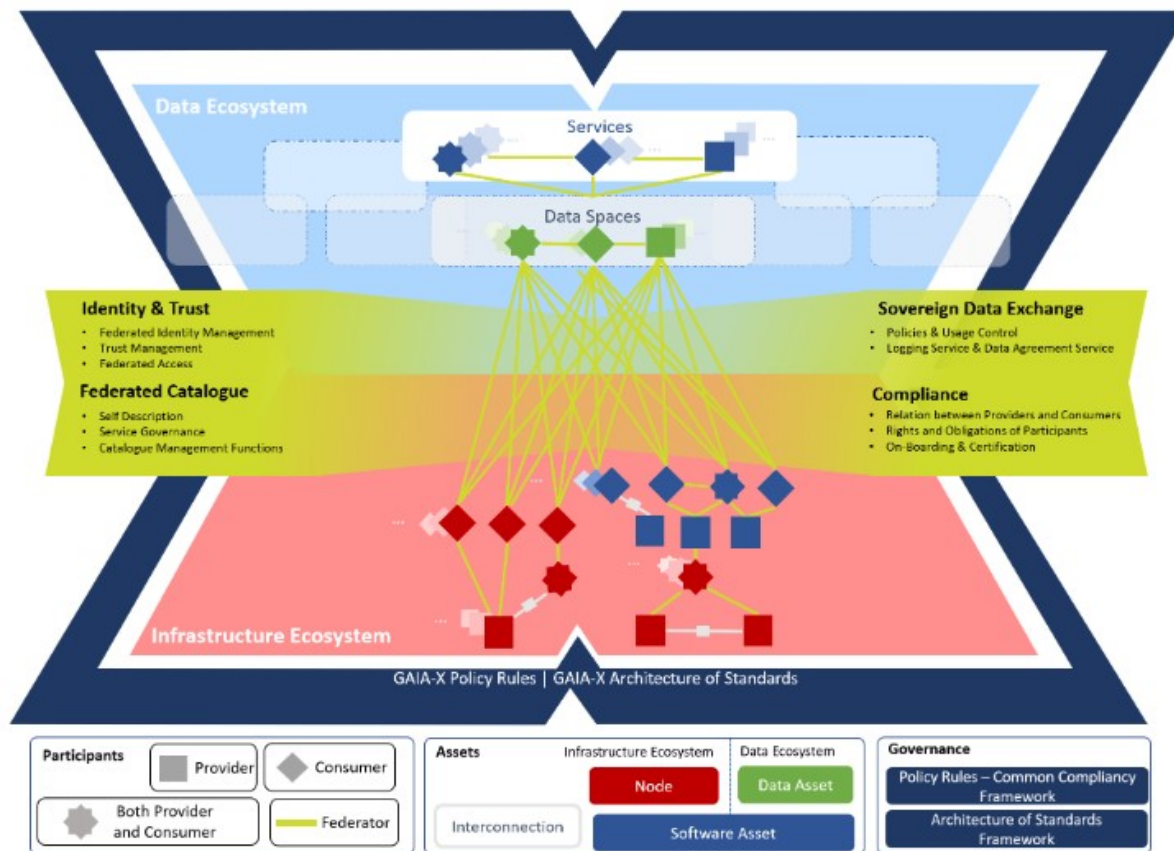 Data Ecosystem
Services
...
...
...
Data Spaces
Identity & Trust
• Federated Identity Management
• Trust Management
• Federated Access
Federated Catalogue
• Self Description
• Service Governance
• Catalogue Management Functions
Sovereign Data Exchange
• Policies & Usage Control
• Logging Service & Data Agreement Service
Compliance
• Relation between Providers and Consumers
• Rights and Obligations of Participants
• On-Boarding & Certification
...
...
...
...
Infrastructure Ecosystem
GAIA-X Policy Rules | GAIA-X Architecture of Standards
Participants
Provider
Consumer
Both Provider
and Consumer
Federator
Assets
Infrastructure Ecosystem
Data Ecosystem
Node
Data Asset
Interconnection
Software Asset
Governance
Policy Rules – Common Compliancy
Framework
Architecture of Standards
Framework